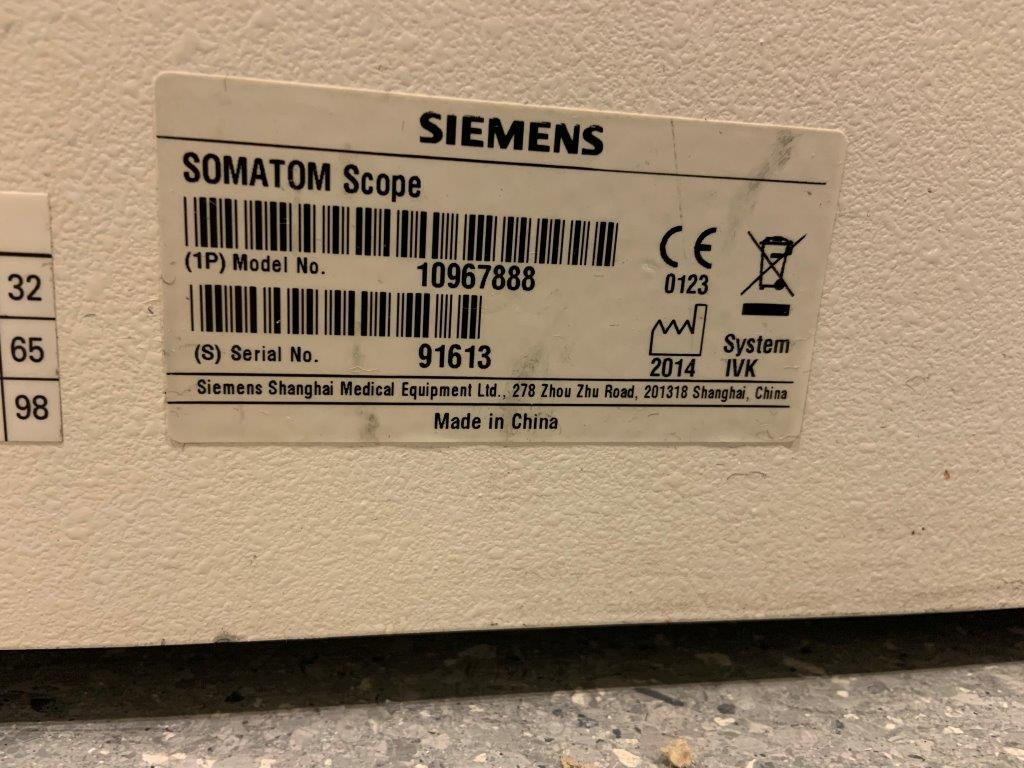 SIEMENS
SOMATOM Scope
(1P) Model No. 10967888
CE
0123
(S) Serial No. 91613
2014
System
IVK
Siemens Shanghai Medical Equipment Ltd., 278 Zhou Zhu Road, 201318 Shanghai, China
Made in China
32
65
98